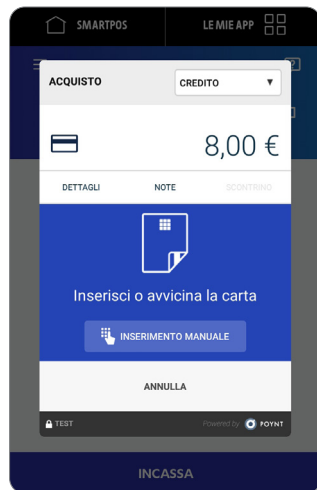 SMARTPOS LE MIE APP
ACQUISTO CREDITO
8,00 €
DETTAGLI NOTE SCONTRINO
Inserisci o avvicina la carta
INSERIMENTO MANUALE
ANNULLA
TEST Powered by POYNT
INCASSA